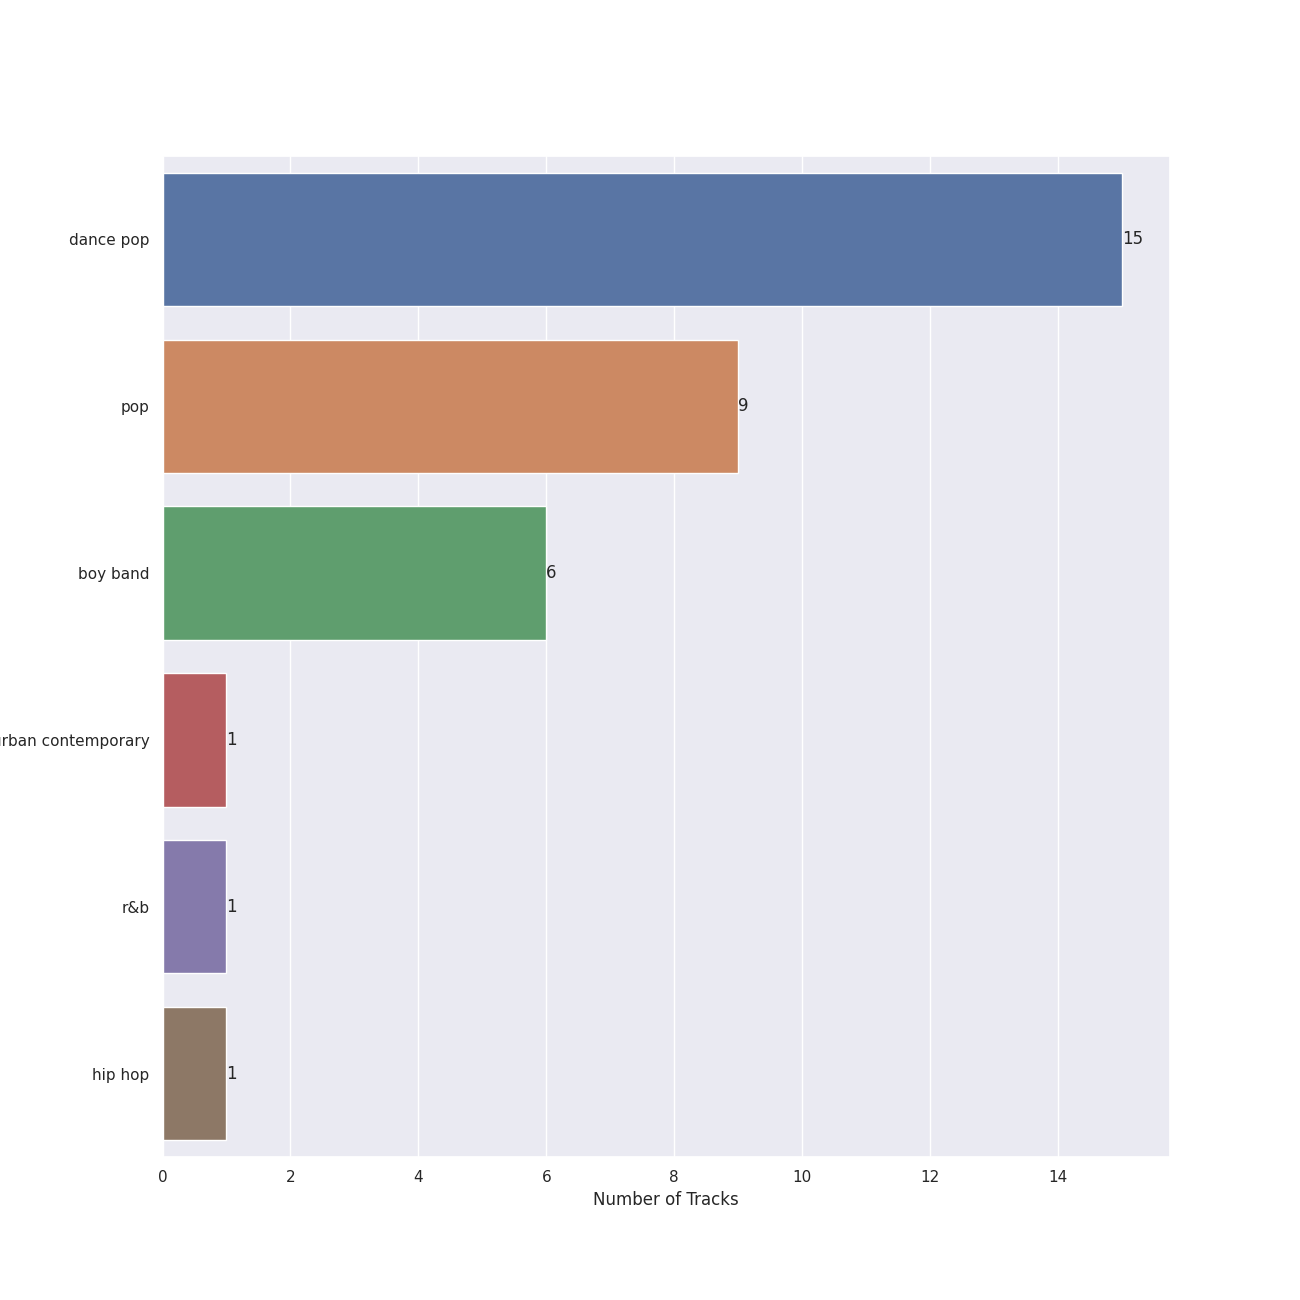 dance pop
15
pop
9
boy band
6
rban contemporary
1
r&b
1
hip hop
1
0 2 4 6 8 10 12 14
Number of Tracks